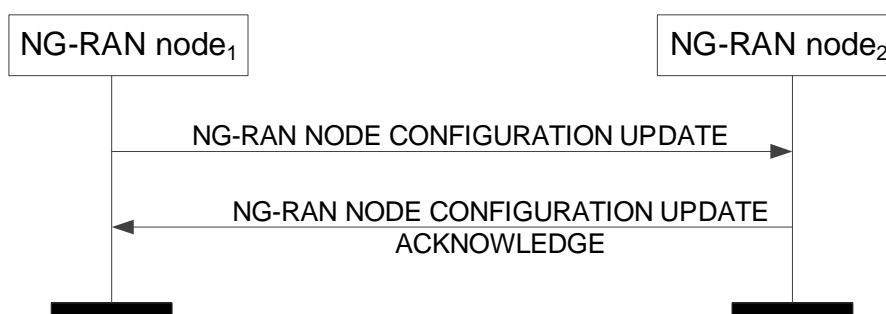 NG-RAN node₁
NG-RAN node₂
NG-RAN NODE CONFIGURATION UPDATE
NG-RAN NODE CONFIGURATION UPDATE
ACKNOWLEDGE